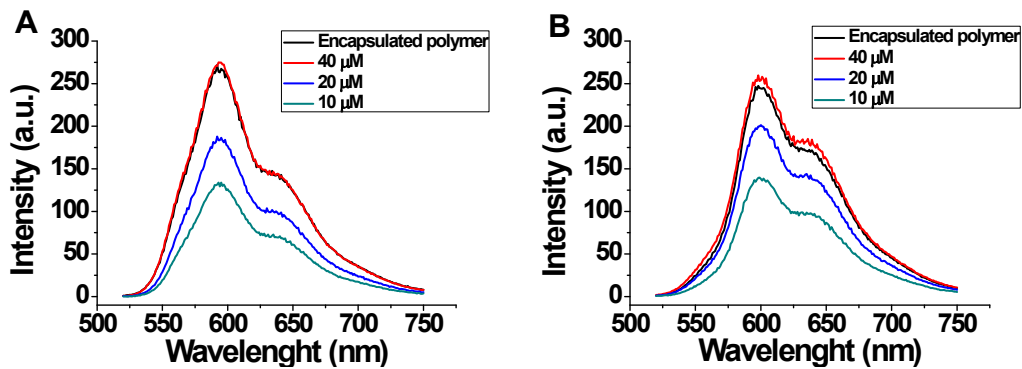 A
Intensity (a.u.)
300
250
200
150
100
50
0
Encapsulated polymer
40 µM
20 µM
10 µM
500 550 600 650 700 750
Wavelenght (nm)
B
Intensity (a.u.)
300
250
200
150
100
50
0
Encapsulated polymer
40 µM
20 µM
10 µM
500 550 600 650 700 750
Wavelenght (nm)